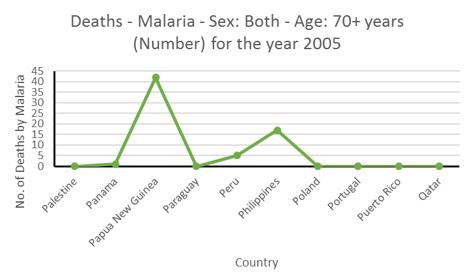 Deaths - Malaria - Sex: Both - Age: 70+ years
(Number) for the year 2005
No. of Deaths by Malaria
45
40
35
30
25
20
15
10
5
0
Palestine
Panama
Papua New Guinea
Paraguay
Peru
Philippines
Poland
Portugal
Puerto Rico
Qatar
Country